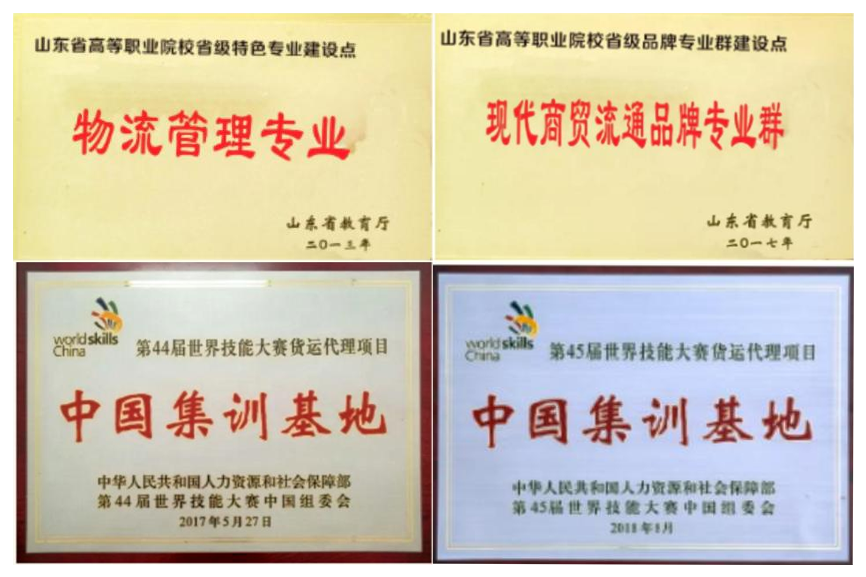 山东省高等职业院校省级特色专业建设点
物流管理专业
山东省教育厅
二〇一三年
山东省高等职业院校省级品牌专业群建设点
现代商贸流通品牌专业群
山东省教育厅
二〇一七年
worldskills
China
第44届世界技能大赛货运代理项目
中国集训基地
中华人民共和国人力资源和社会保障部
第44届世界技能大赛中国组委会
2017年5月27日
worldskills
China
第45届世界技能大赛货运代理项目
中国集训基地
中华人民共和国人力资源和社会保障部
第45届世界技能大赛中国组委会
2018年1月